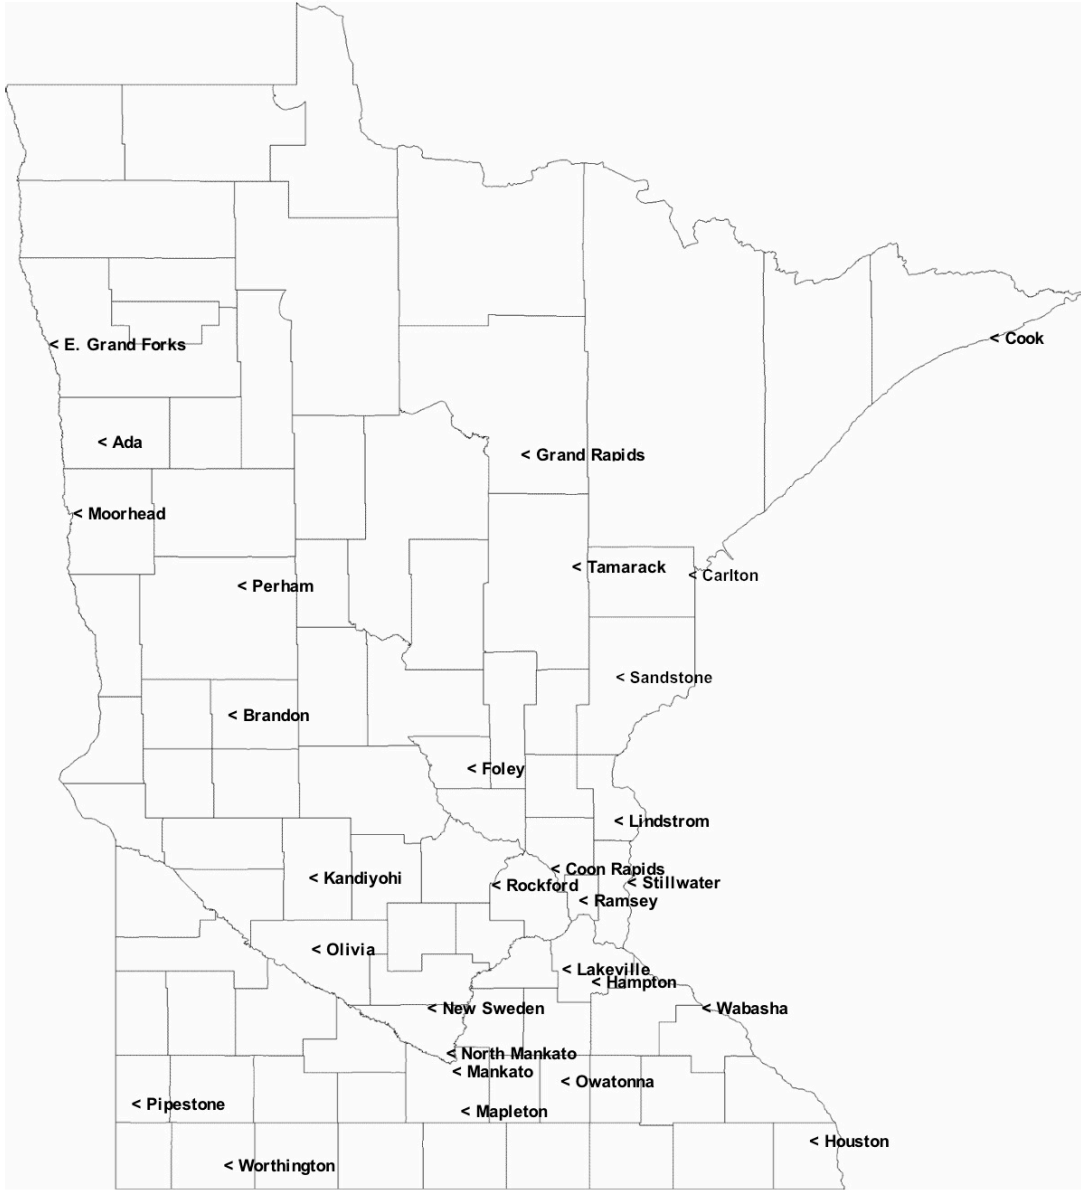 < Cook
< E. Grand Forks
< Ada
< Grand Rapids
< Moorhead
< Tamarack
< Carlton
< Perham
< Sandstone
< Brandon
< Foley
< Lindstrom
< Coon Rapids
< Kandiyohi
< Rockford
< Stillwater
< Ramsey
< Olivia
< Lakeville
< Hampton
< New Sweden
< Wabasha
< North Mankato
< Mankato
< Owatonna
< Pipestone
< Mapleton
< Houston
< Worthington